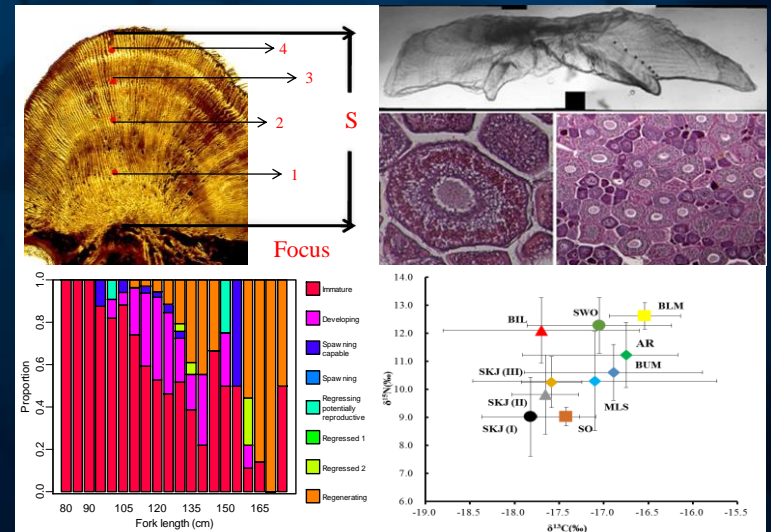 4
3
S
2
1
Focus
Proportion
1.0
0.8
0.6
0.4
0.2
0.0
80 90 105 120 135 150 165
Fork length (cm)
Immature
Developing
Spawning
capable
Spawning
Regressing
potentially
reproductive
Regressed 1
Regressed 2
Regenerating
δ¹⁵N(‰)
14.0
13.0
12.0
11.0
10.0
9.0
8.0
7.0
6.0
BIL
SWO
BLM
AR
SKJ (III)
BUM
SKJ (II)
MLS
SKJ (I)
SO
-19.0 -18.5 -18.0 -17.5 -17.0 -16.5 -16.0 -15.5
δ¹³C(‰)